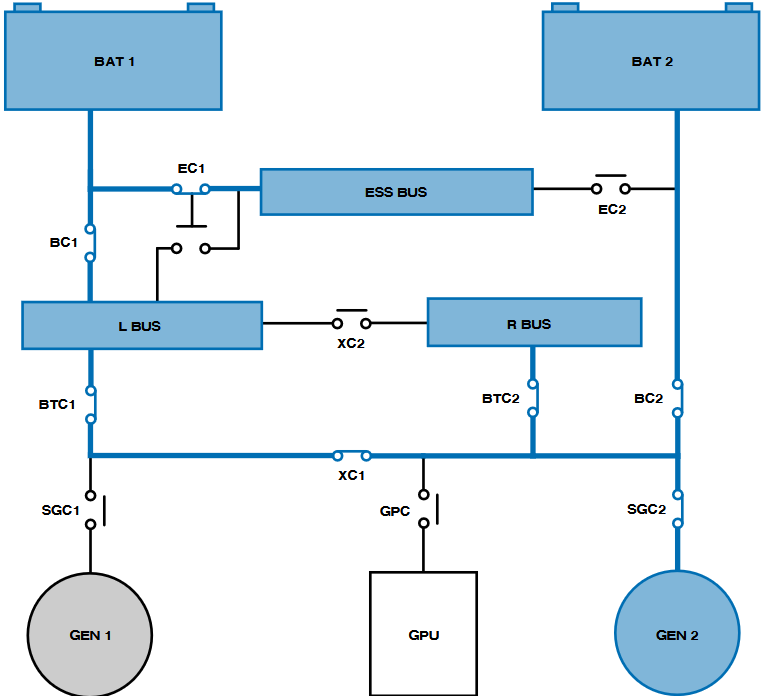 BAT 1
BAT 2
EC1
ESS BUS
EC2
BC1
L BUS
R BUS
XC2
BTC1
BTC2
BC2
XC1
SGC1
GPC
SGC2
GEN 1
GPU
GEN 2